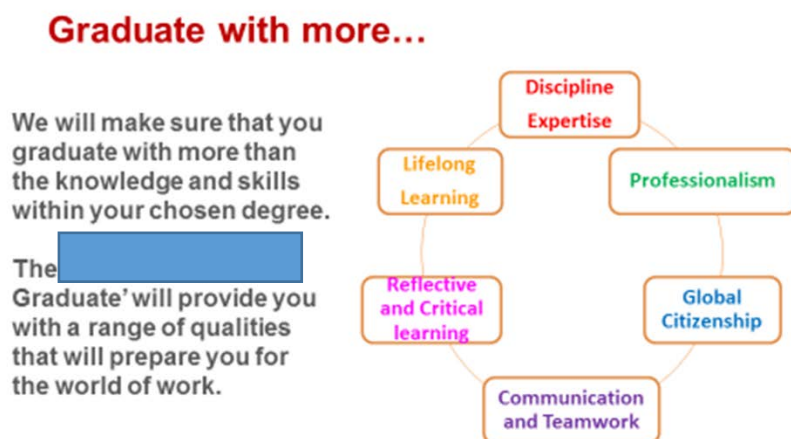 Graduate with more…
We will make sure that you
graduate with more than
the knowledge and skills
within your chosen degree.
The
Graduate’ will provide you
with a range of qualities
that will prepare you for
the world of work.
Discipline
Expertise
Professionalism
Global
Citizenship
Communication
and Teamwork
Reflective
and Critical
learning
Lifelong
Learning